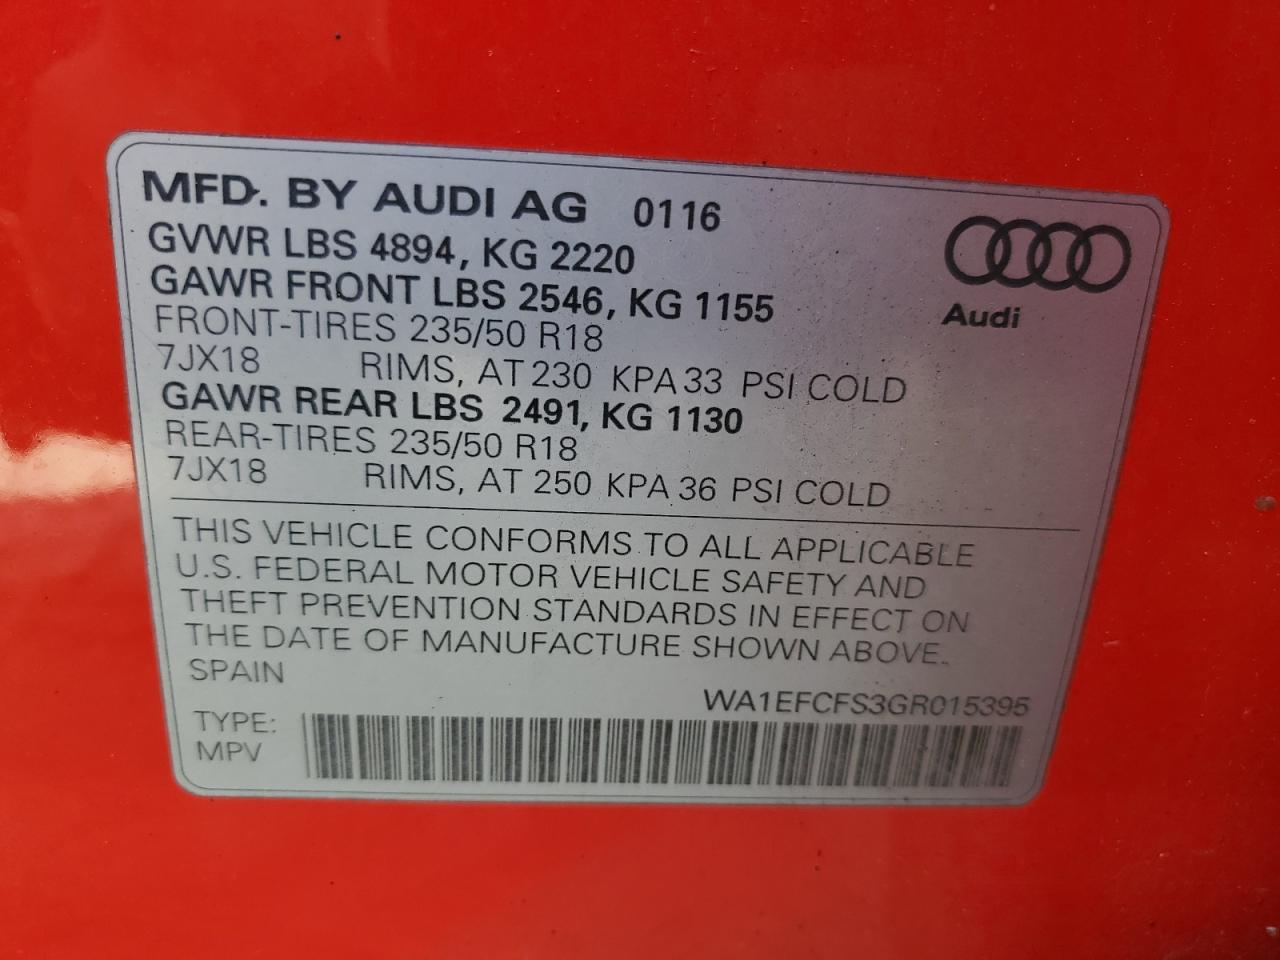 MFD. BY AUDI AG 0116
GVWR LBS 4894, KG 2220
GAWR FRONT LBS 2546, KG 1155
FRONT-TIRES 235/50 R18
7JX18 RIMS, AT 230 KPA 33 PSI COLD
GAWR REAR LBS 2491, KG 1130
REAR-TIRES 235/50 R18
7JX18 RIMS, AT 250 KPA 36 PSI COLD
Audi
THIS VEHICLE CONFORMS TO ALL APPLICABLE
U.S. FEDERAL MOTOR VEHICLE SAFETY AND
THEFT PREVENTION STANDARDS IN EFFECT ON
THE DATE OF MANUFACTURE SHOWN ABOVE.
SPAIN
WA1EFCFS3GR015395
TYPE:
MPV